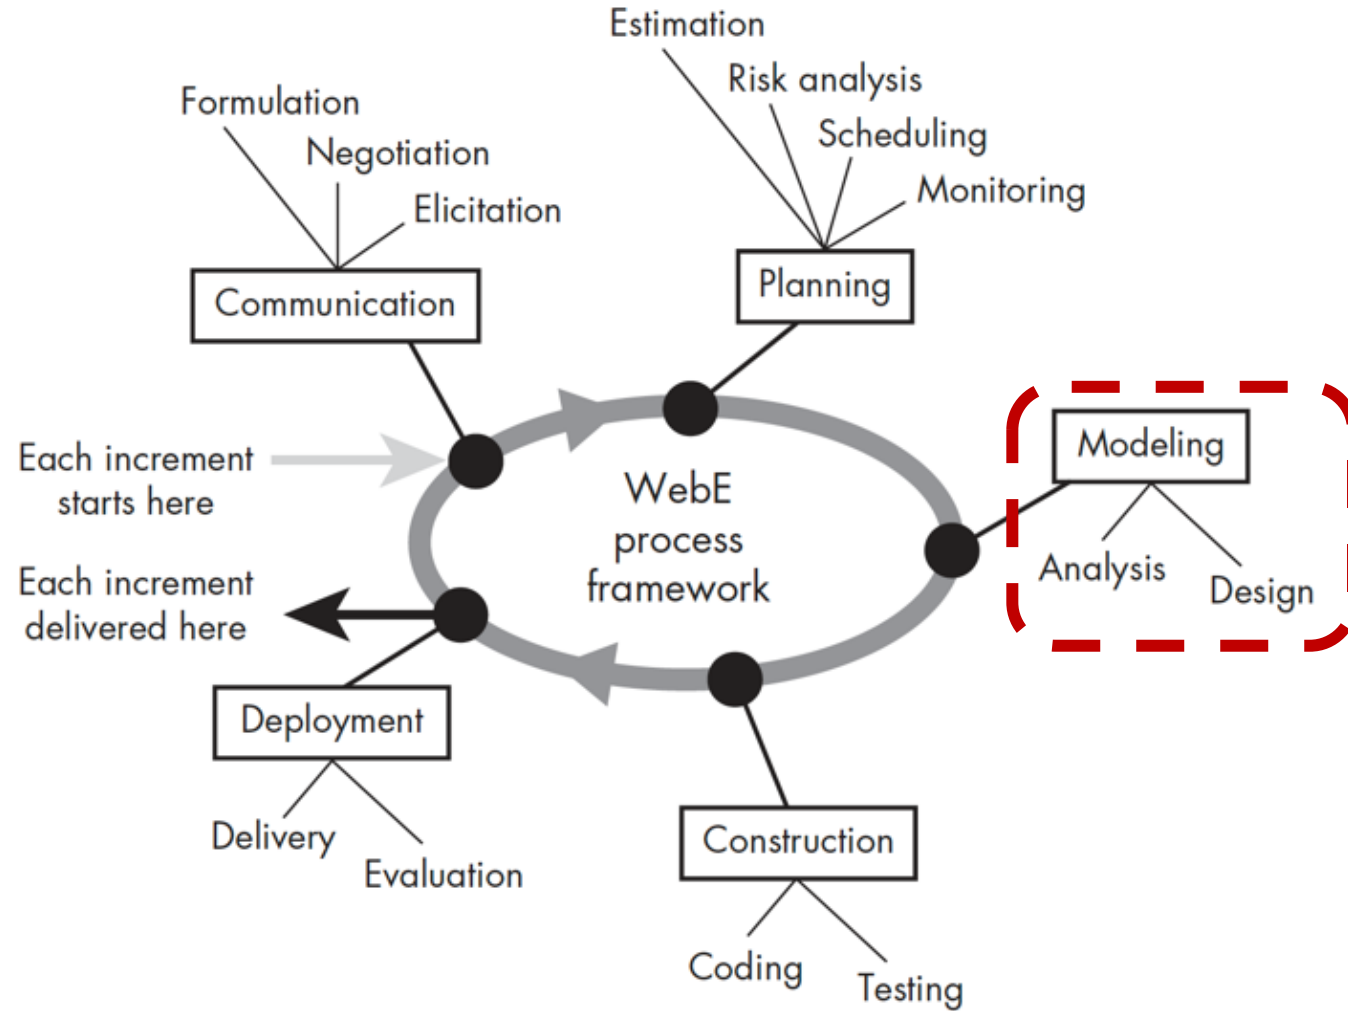 Estimation
Risk analysis
Scheduling
Monitoring
Planning
Formulation
Negotiation
Elicitation
Communication
Each increment
starts here
WebE
process
framework
Modeling
Analysis
Design
Each increment
delivered here
Deployment
Delivery
Evaluation
Construction
Coding
Testing